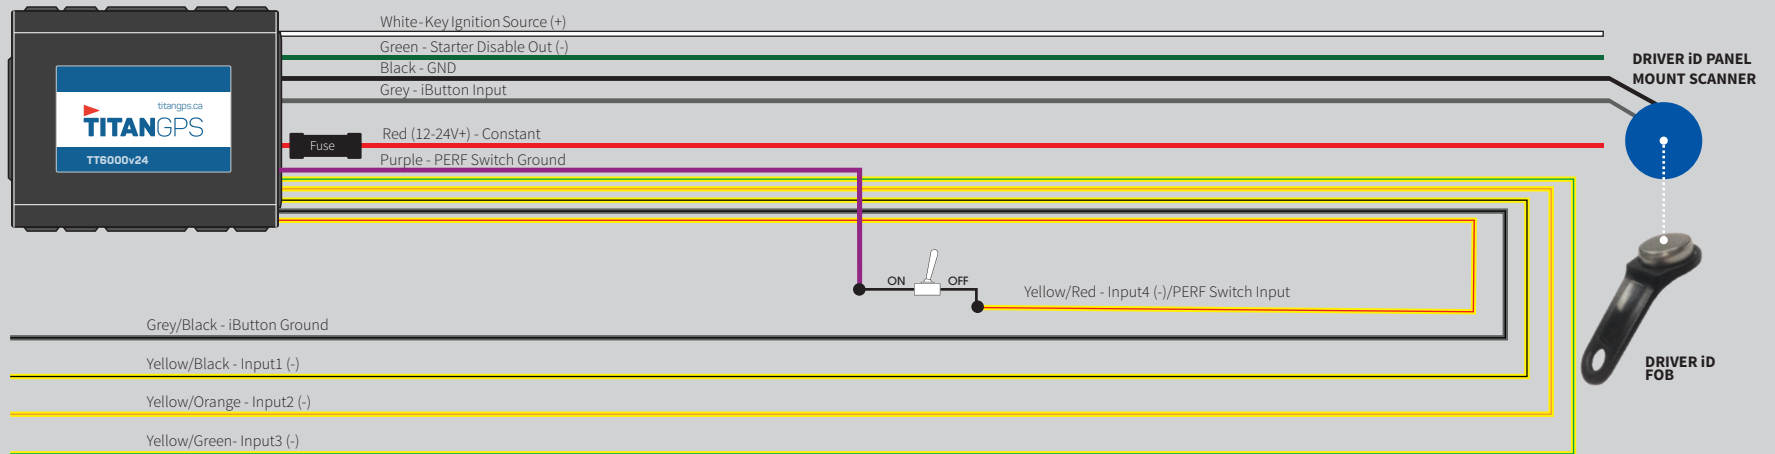 White-Key Ignition Source (+)
Green - Starter Disable Out (-)
Black - GND
Grey - iButton Input
DRIVER iD PANEL
MOUNT SCANNER
titangps.ca
TITANGPS
TT6000v24
Fuse
Red (12-24V+) - Constant
Purple - PERF Switch Ground
ON
OFF
Yellow/Red - Input4 (-)/PERF Switch Input
Grey/Black - iButton Ground
Yellow/Black - Input1 (-)
Yellow/Orange - Input2 (-)
Yellow/Green- Input3 (-)
DRIVER iD
FOB